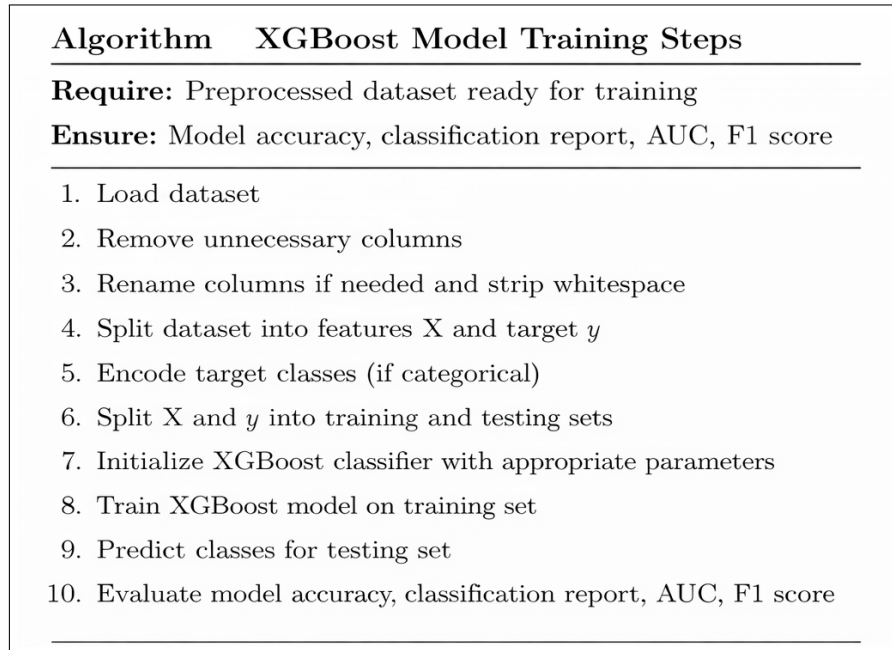 Algorithm XGBoost Model Training Steps
Require: Preprocessed dataset ready for training
Ensure: Model accuracy, classification report, AUC, F1 score
1. Load dataset
2. Remove unnecessary columns
3. Rename columns if needed and strip whitespace
4. Split dataset into features X and target y
5. Encode target classes (if categorical)
6. Split X and y into training and testing sets
7. Initialize XGBoost classifier with appropriate parameters
8. Train XGBoost model on training set
9. Predict classes for testing set
10. Evaluate model accuracy, classification report, AUC, F1 score